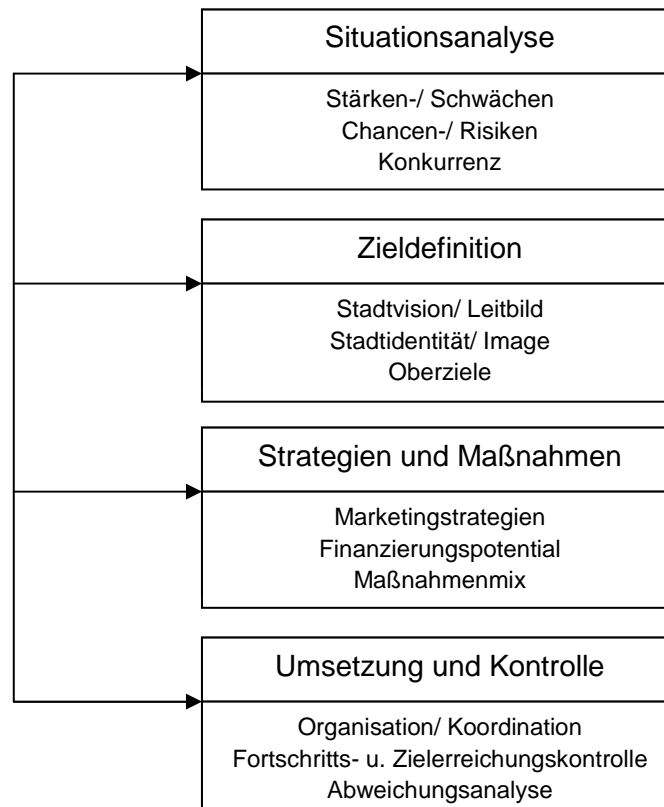 Situationsanalyse
Stärken-/ Schwächen
Chancen-/ Risiken
Konkurrenz
Zieldefinition
Stadtvision/ Leitbild
Stadtidentität/ Image
Oberziele
Strategien und Maßnahmen
Marketingstrategien
Finanzierungspotential
Maßnahmenmix
Umsetzung und Kontrolle
Organisation/ Koordination
Fortschritts- u. Zielerreichungskontrolle
Abweichungsanalyse